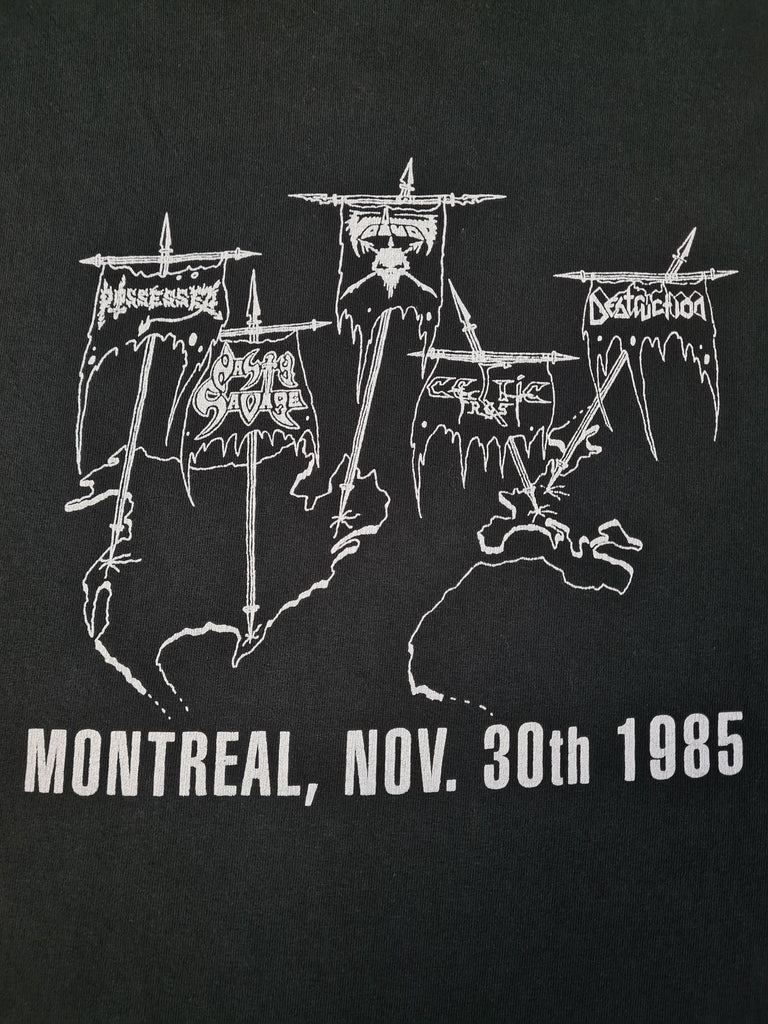 POSSESSED
Nasty
Savage
CELTIC
FROST
DESTRUCTION
MONTREAL, NOV. 30th 1985